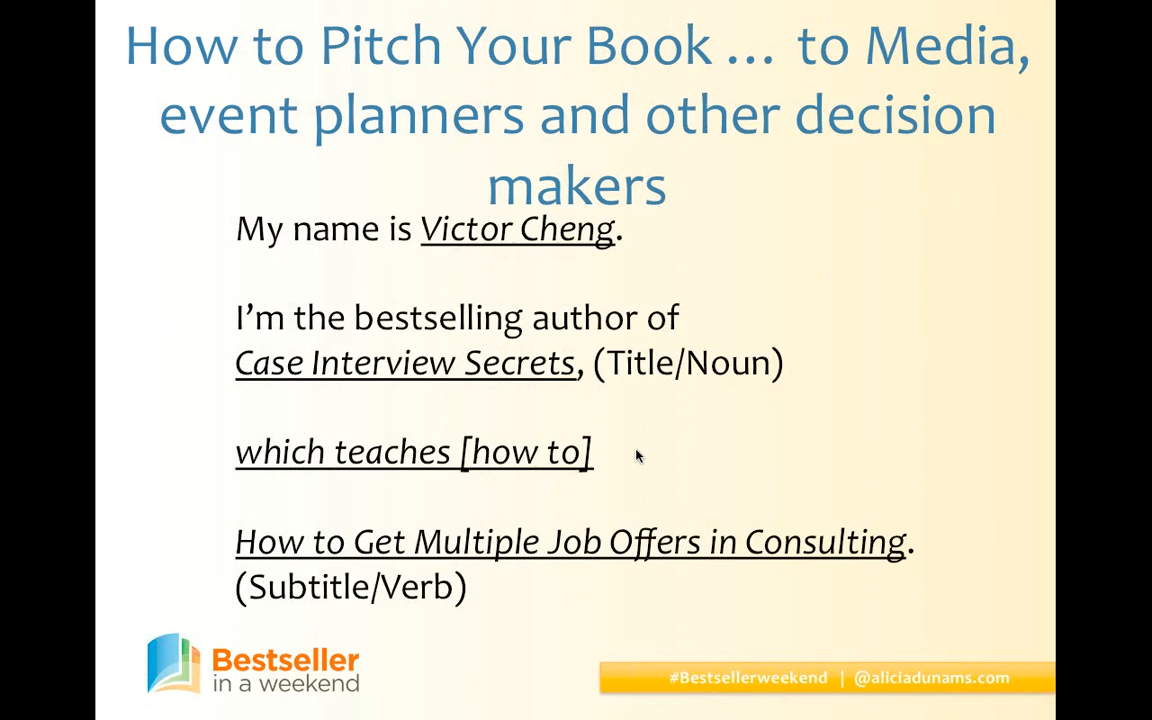 How to Pitch Your Book … to Media,
event planners and other decision
makers
My name is Victor Cheng.
I’m the bestselling author of
Case Interview Secrets, (Title/Noun)
which teaches [how to]
How to Get Multiple Job Offers in Consulting.
(Subtitle/Verb)
Bestseller
in a weekend
#Bestsellerweekend | @aliciadunams.com